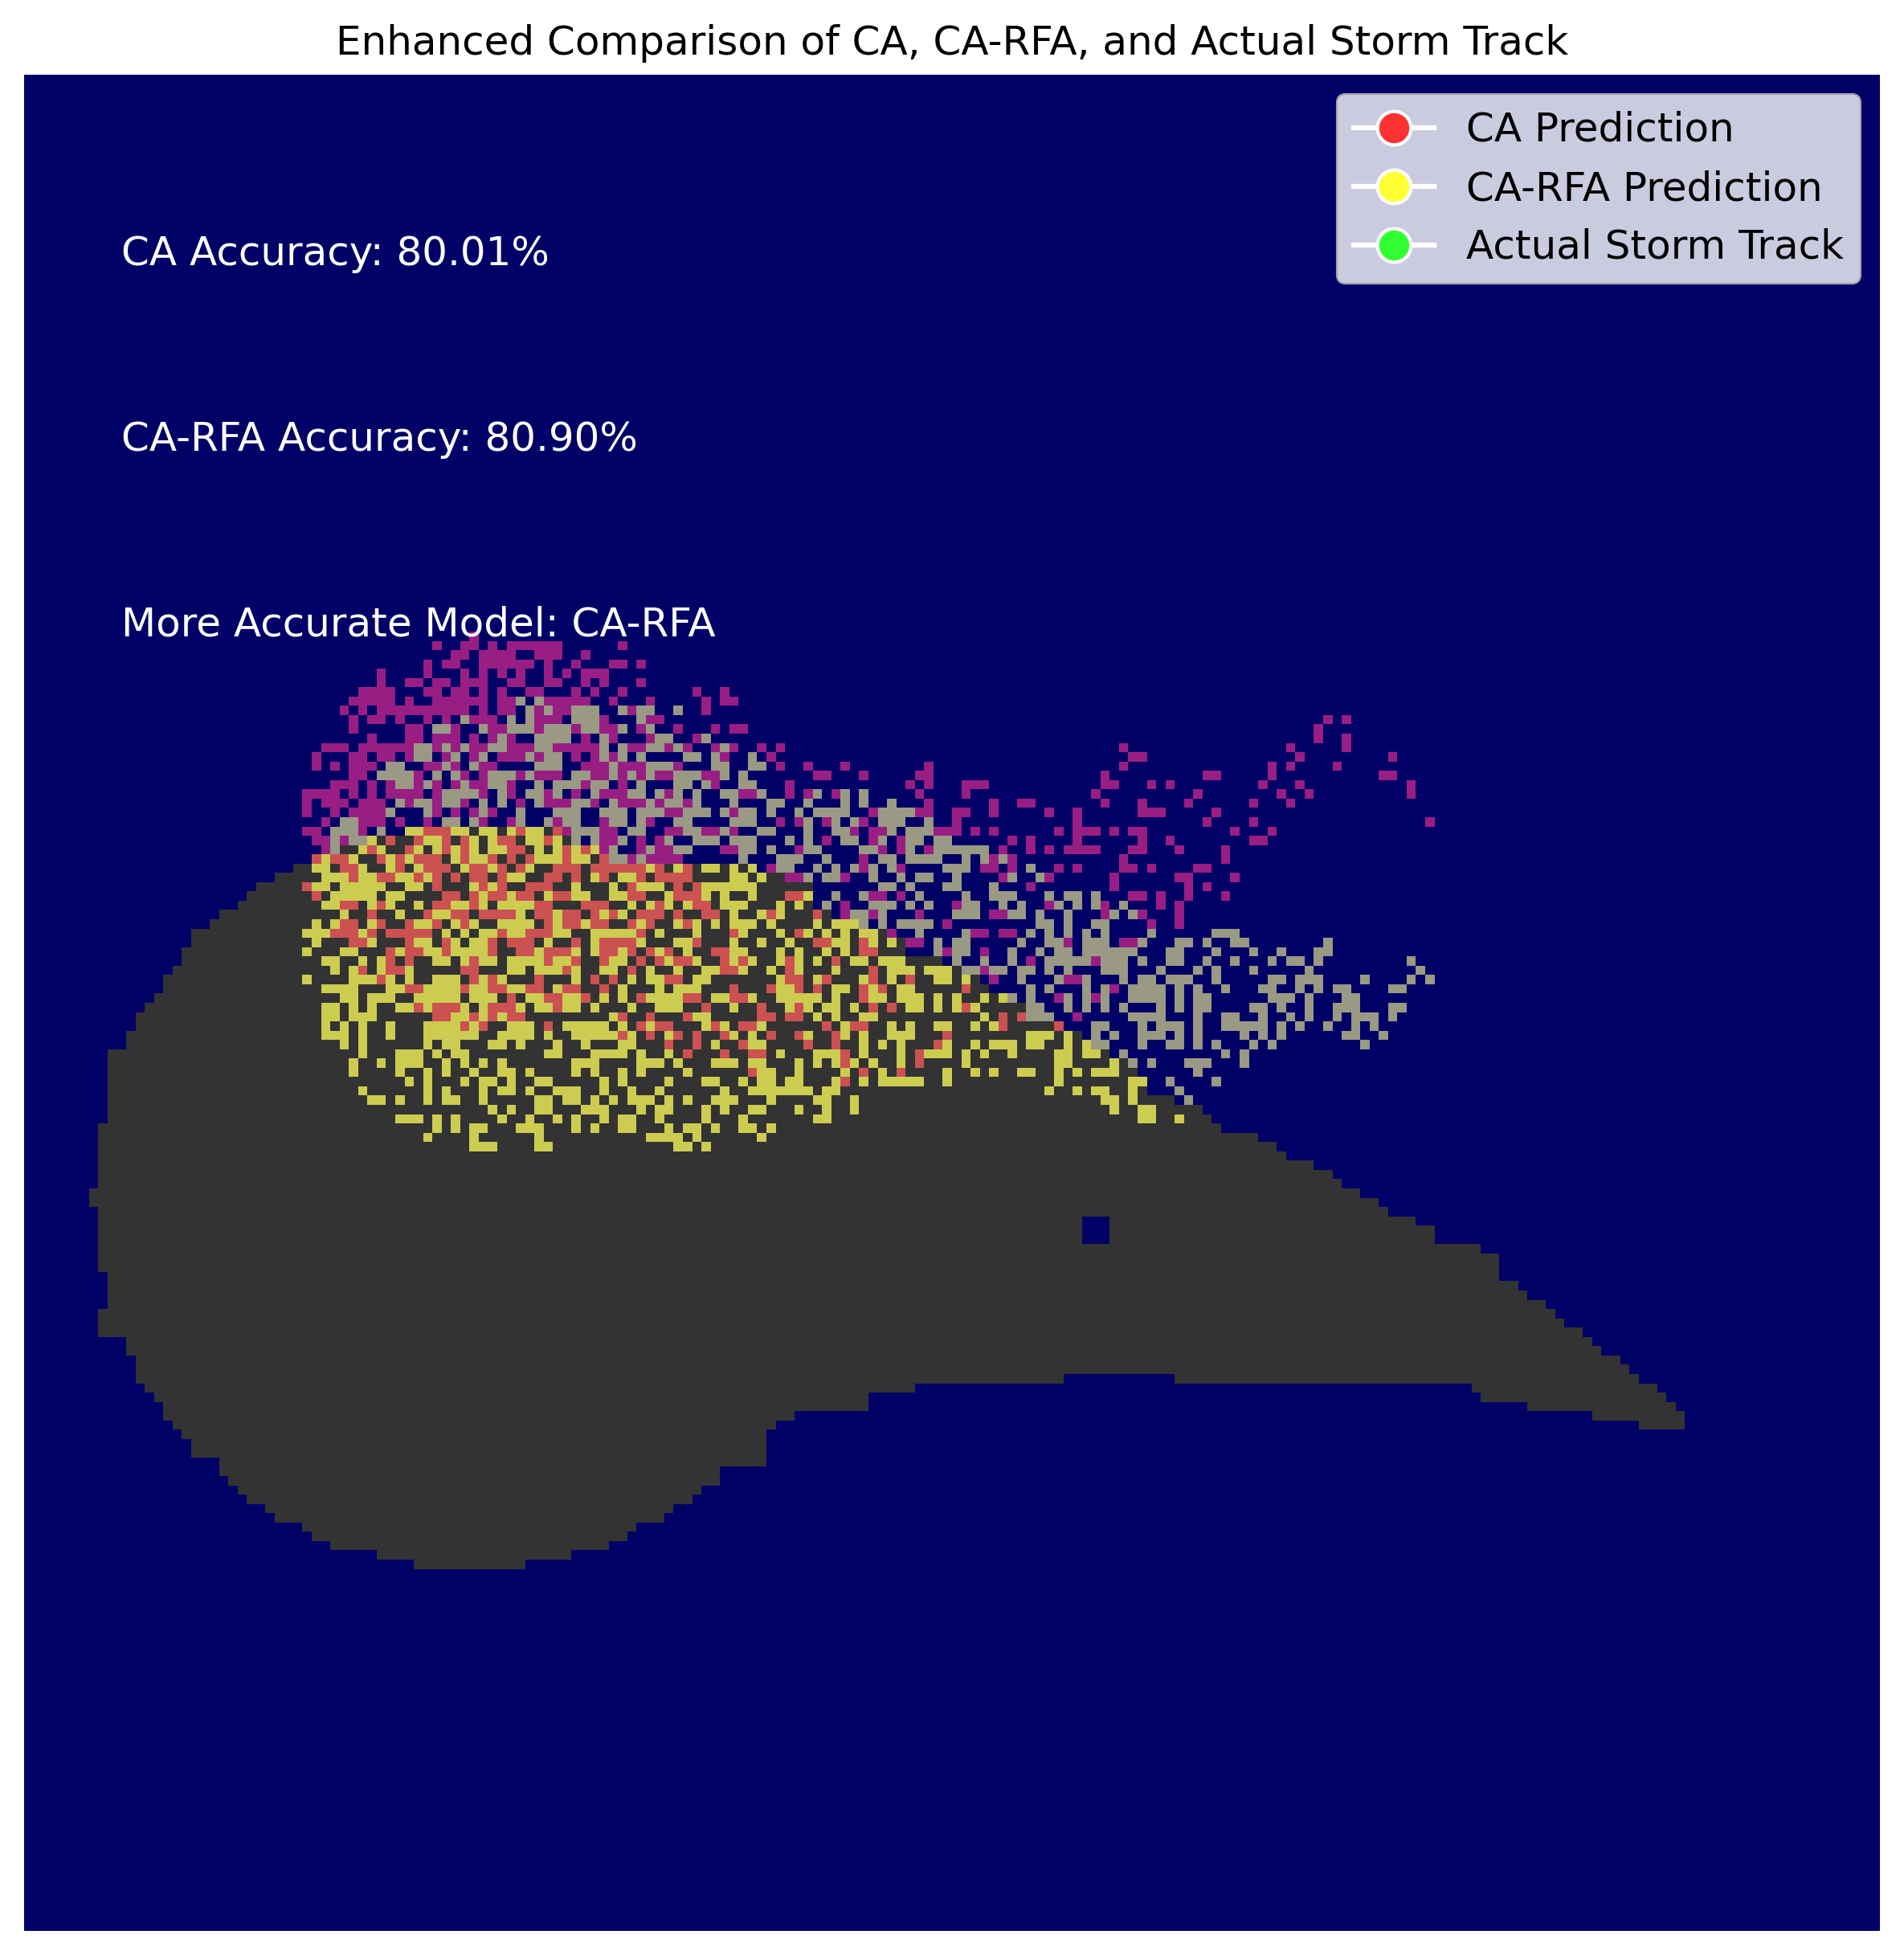 Enhanced Comparison of CA, CA-RFA, and Actual Storm Track
CA Prediction
CA-RFA Prediction
Actual Storm Track
CA Accuracy: 80.01%
CA-RFA Accuracy: 80.90%
More Accurate Model: CA-RFA